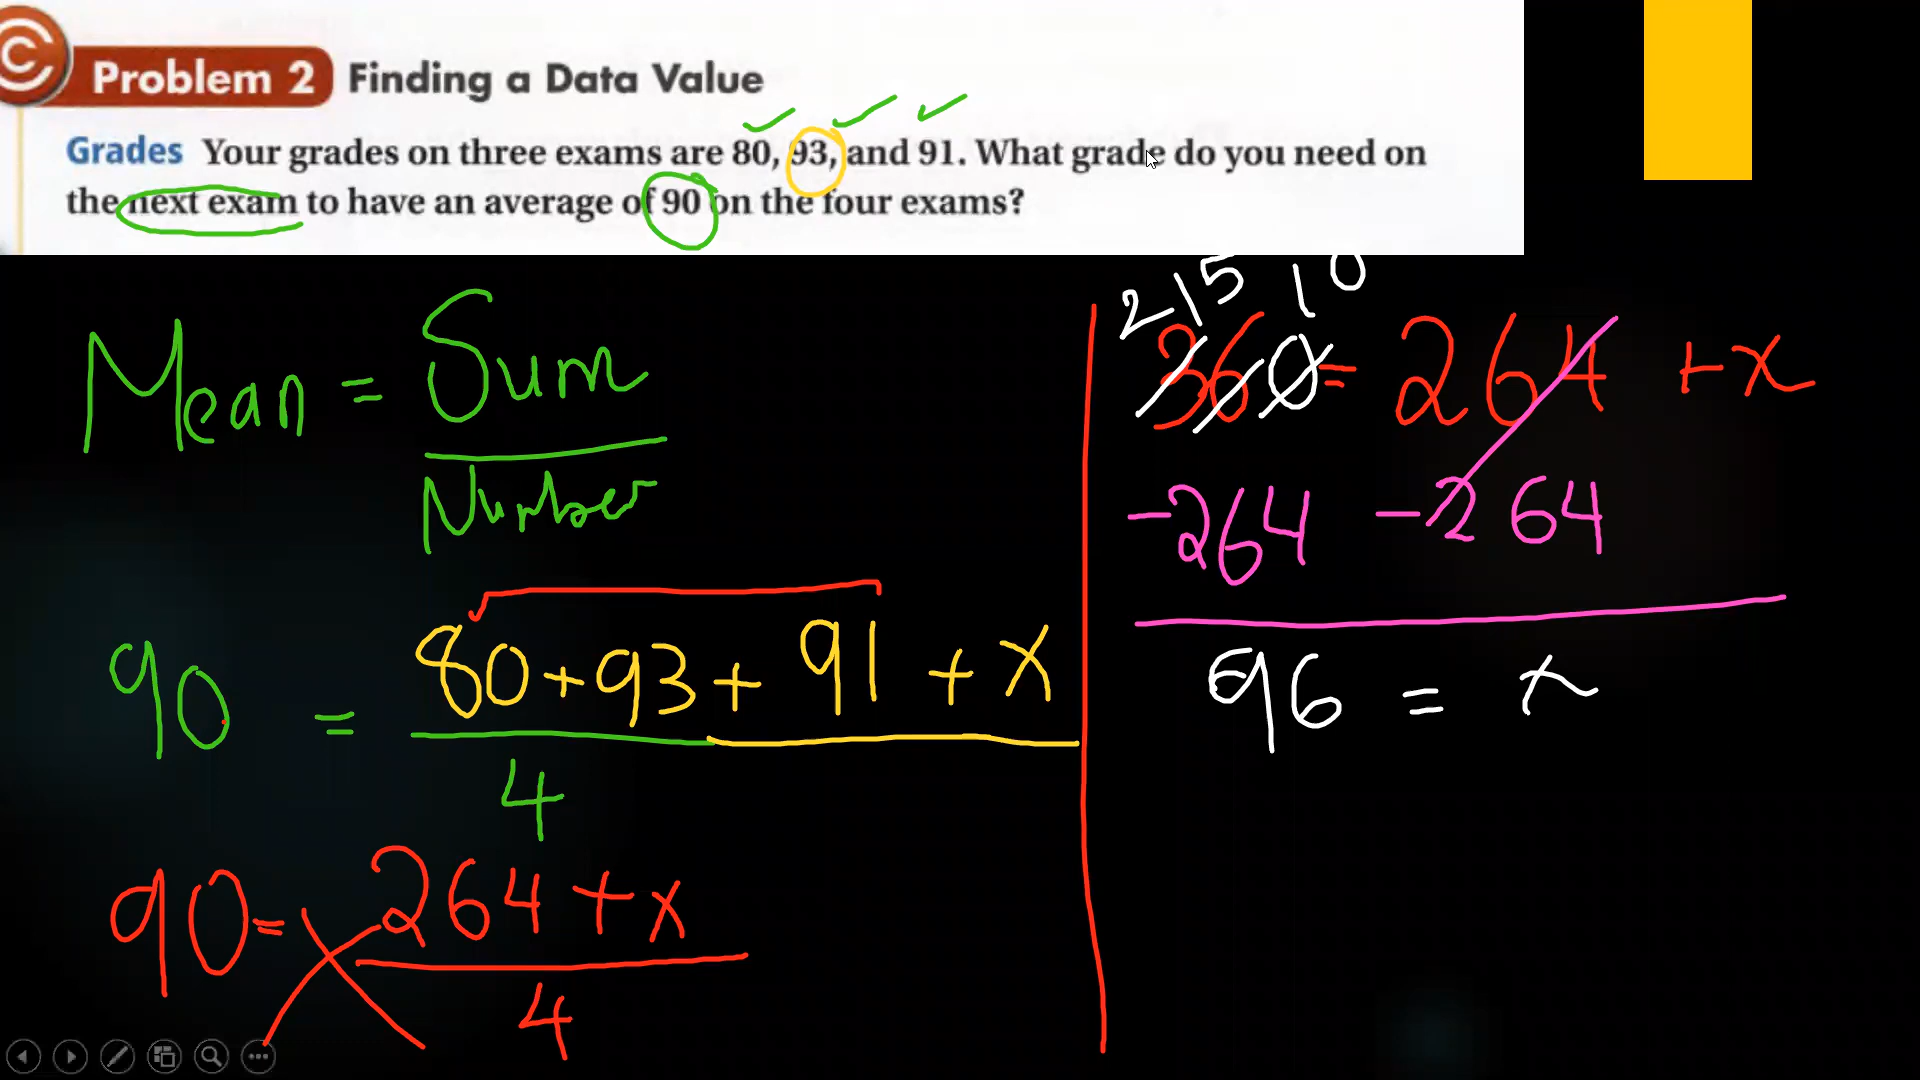 C
Problem 2 Finding a Data Value
Grades Your grades on three exams are 80, 93, and 91. What grade do you need on
the next exam to have an average of 90 on the four exams?
Mean = Sum
Number
90 = 80+93+91+x
4
90= 264+x
4
2 15 10
360 = 264 +x
-264 -264
96 = x